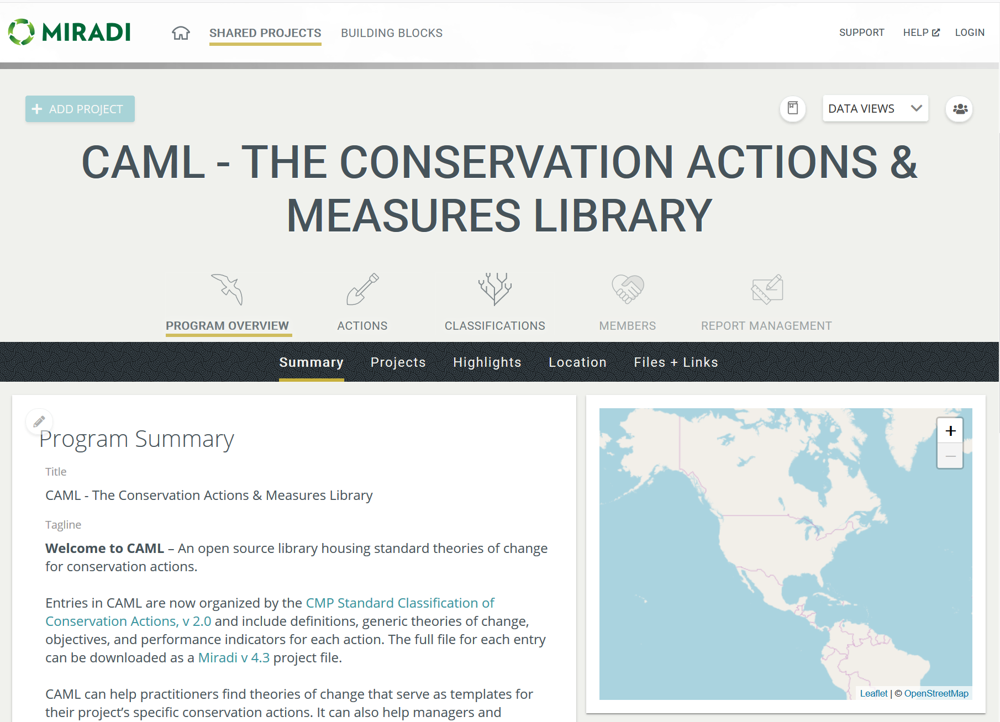 MIRADI
SHARED PROJECTS
BUILDING BLOCKS
SUPPORT
HELP
LOGIN
+ ADD PROJECT
DATA VIEWS
CAML - THE CONSERVATION ACTIONS &
MEASURES LIBRARY
PROGRAM OVERVIEW
ACTIONS
CLASSIFICATIONS
MEMBERS
REPORT MANAGEMENT
Summary
Projects
Highlights
Location
Files + Links
Program Summary
Title
CAML - The Conservation Actions & Measures Library
Tagline
Welcome to CAML – An open source library housing standard theories of change
for conservation actions.
Entries in CAML are now organized by the CMP Standard Classification of
Conservation Actions, v 2.0 and include definitions, generic theories of change,
objectives, and performance indicators for each action. The full file for each entry
can be downloaded as a Miradi v 4.3 project file.
CAML can help practitioners find theories of change that serve as templates for
their project’s specific conservation actions. It can also help managers and
+
−
Leaflet | © OpenStreetMap